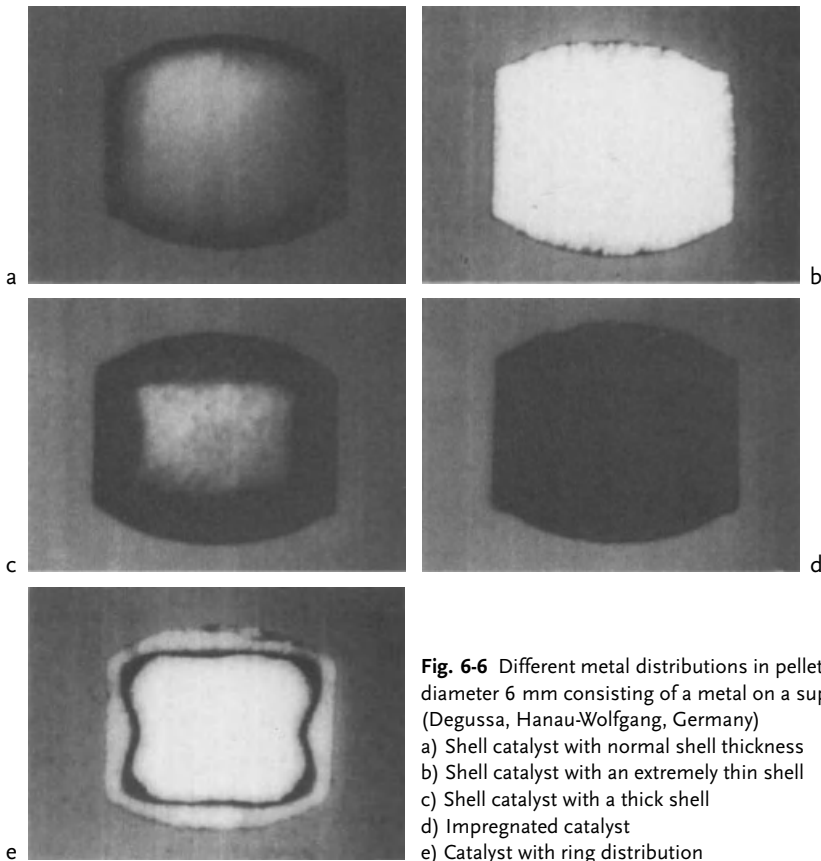 a
b
c
d
e
Fig. 6-6 Different metal distributions in pellet
diameter 6 mm consisting of a metal on a
(Degussa, Hanau-Wolfgang, Germany)
a) Shell catalyst with normal shell thickness
b) Shell catalyst with an extremely thin shell
c) Shell catalyst with a thick shell
d) Impregnated catalyst
e) Catalyst with ring distribution